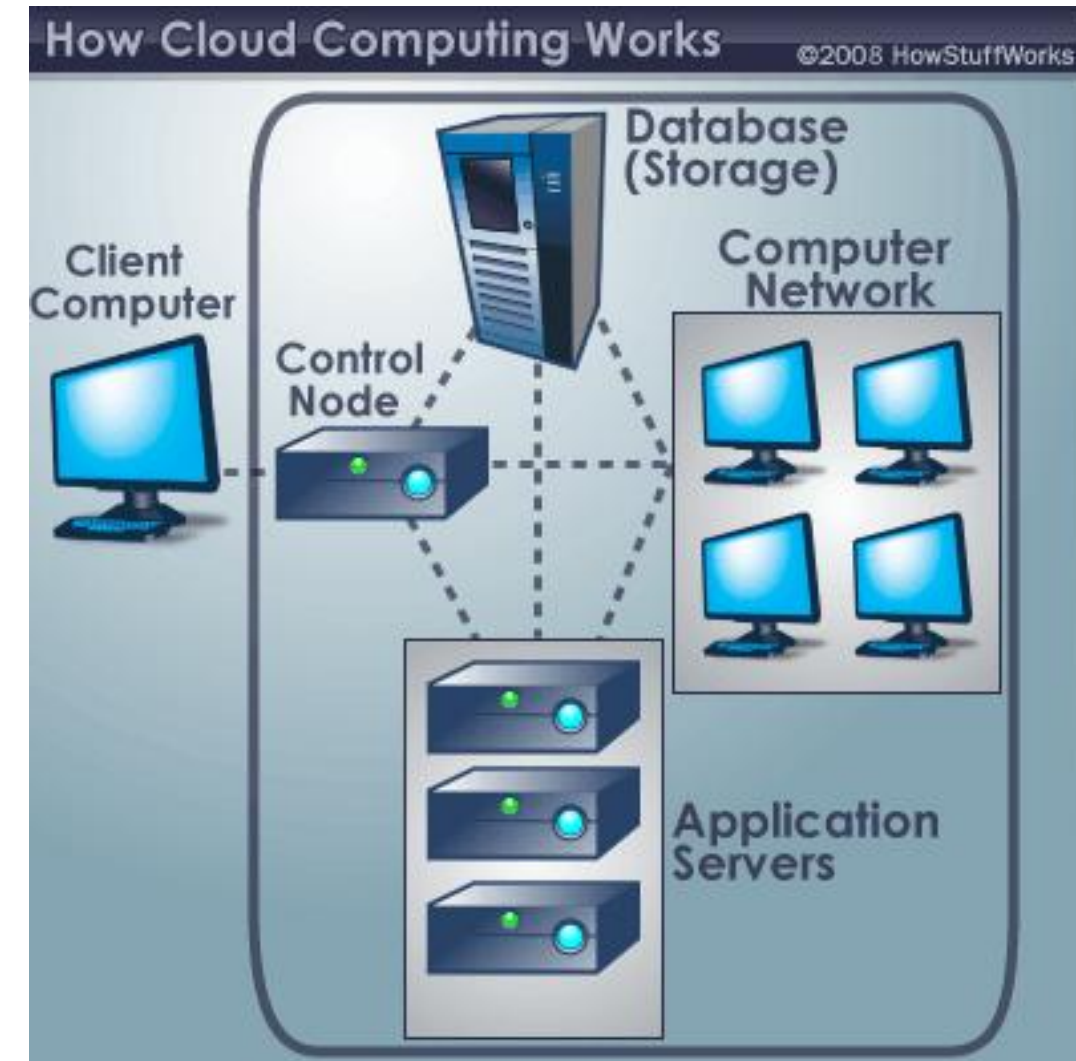 How Cloud Computing Works
©2008 HowStuffWorks
Database
(Storage)
Client
Computer
Computer
Network
Control
Node
Application
Servers